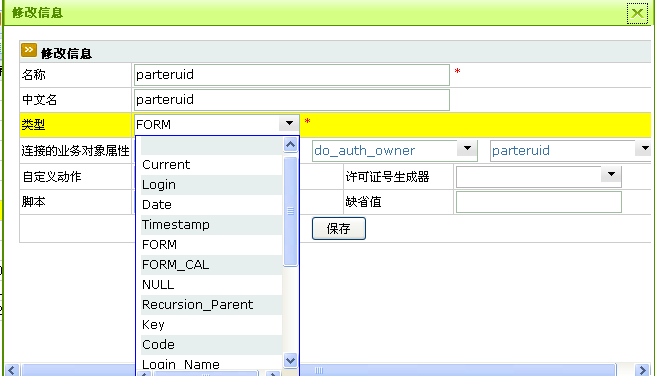 修改信息
修改信息
名称 parteruid *
中文名 parteruid
类型 FORM *
连接的业务对象属性 do_auth_owner parteruid
自定义动作 许可证号生成器
脚本 缺省值
保存
Current
Login
Date
Timestamp
FORM
FORM_CAL
NULL
Recursion_Parent
Key
Code
Login_Name